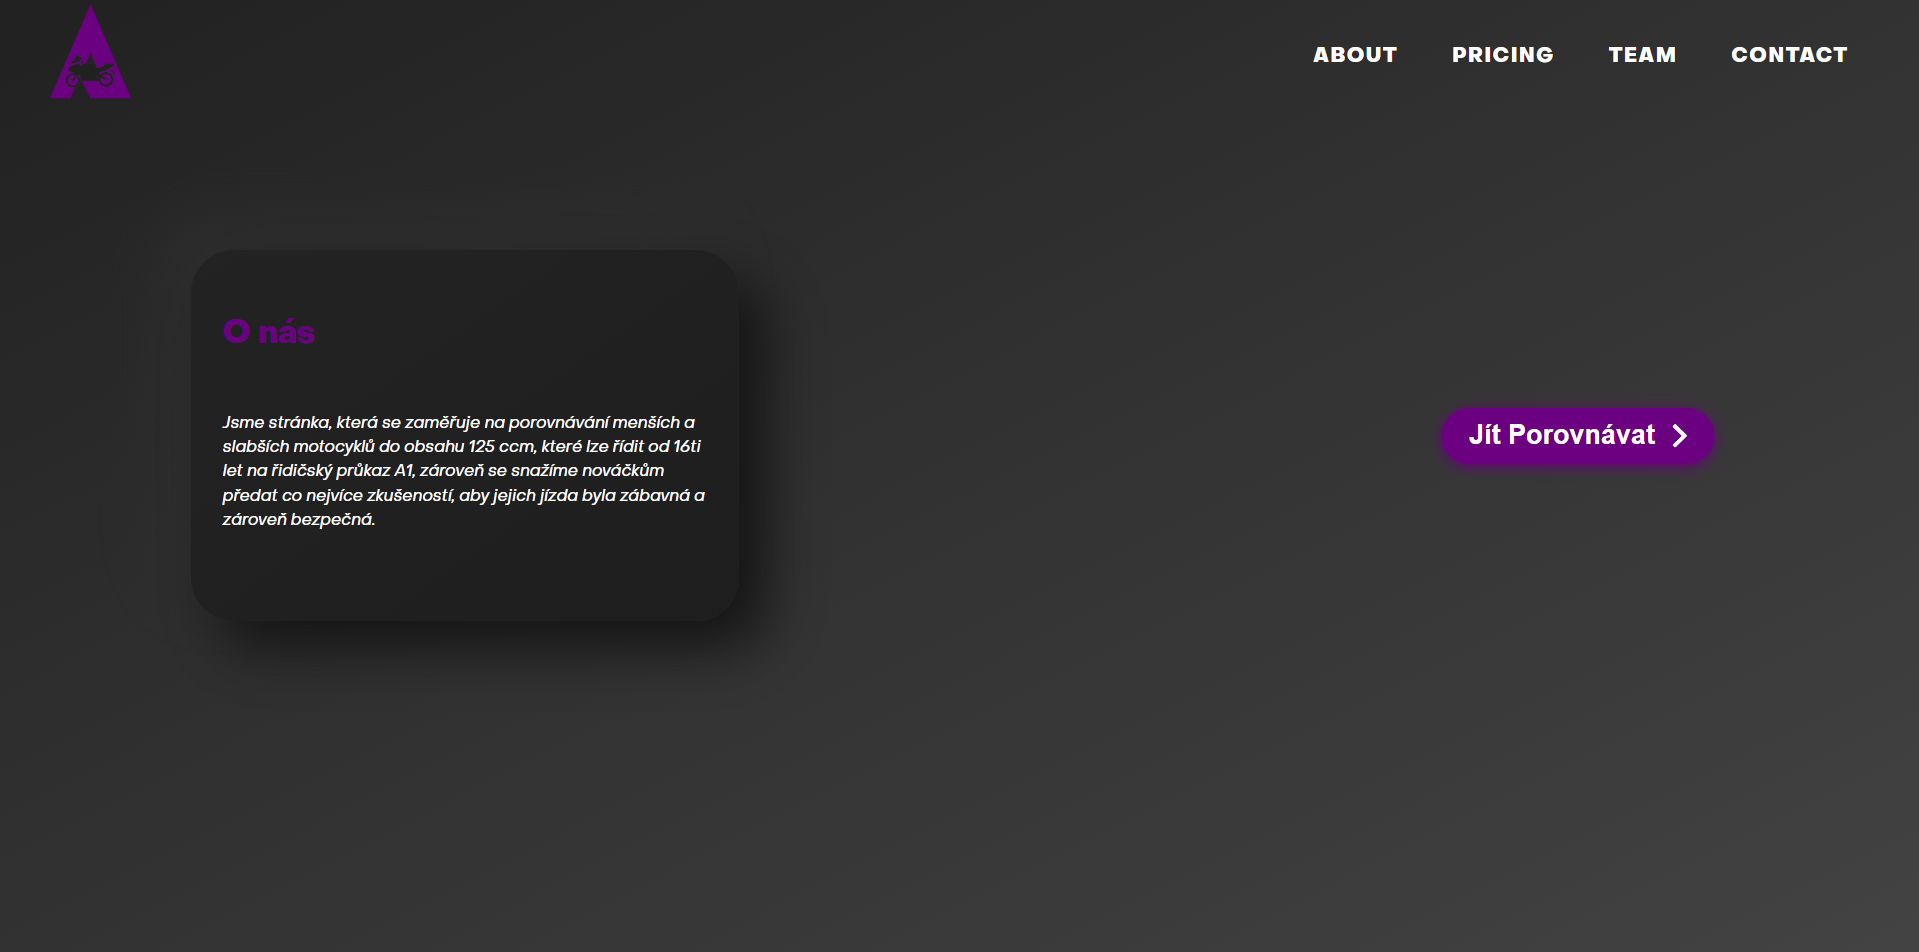 ABOUT PRICING TEAM CONTACT
O nás
Jsme stránka, která se zaměřuje na porovnávání menších a
slabších motocyklů do obsahu 125 ccm, které lze řídit od 16ti
let na řidičský průkaz A1, zároveň se snažíme nováčkům
předat co nejvíce zkušeností, aby jejich jízda byla zábavná a
zároveň bezpečná.
Jít Porovnávat